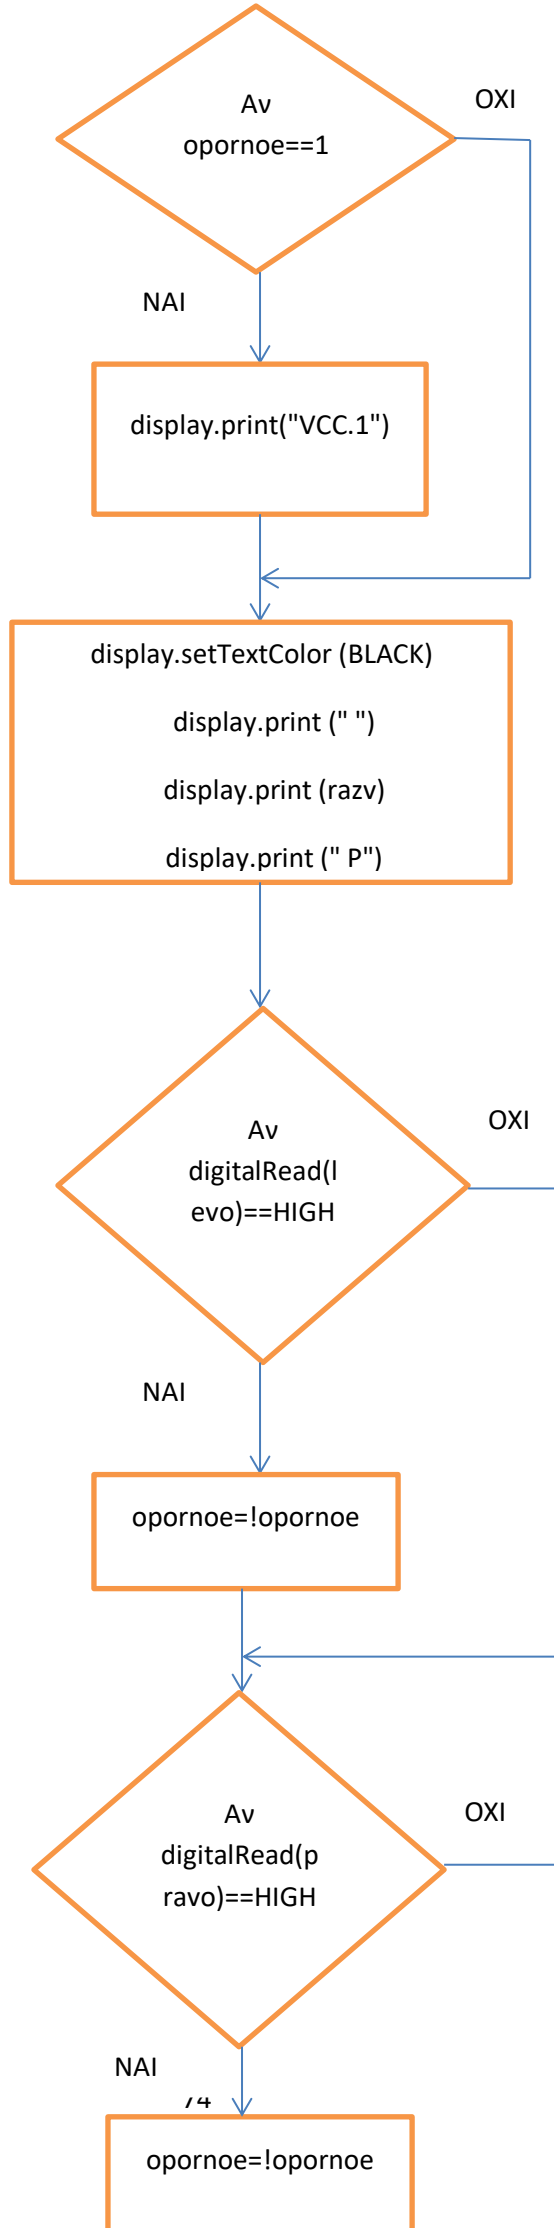 Αν
opornoe==1
ΟΧΙ
ΝΑΙ
display.print("VCC.1")
display.setTextColor (BLACK)
display.print (" ")
display.print (razv)
display.print (" P")
Αν
digitalRead(l
evo)==HIGH
ΟΧΙ
ΝΑΙ
opornoe=!opornoe
Αν
digitalRead(p
ravo)==HIGH
ΟΧΙ
ΝΑΙ
opornoe=!opornoe